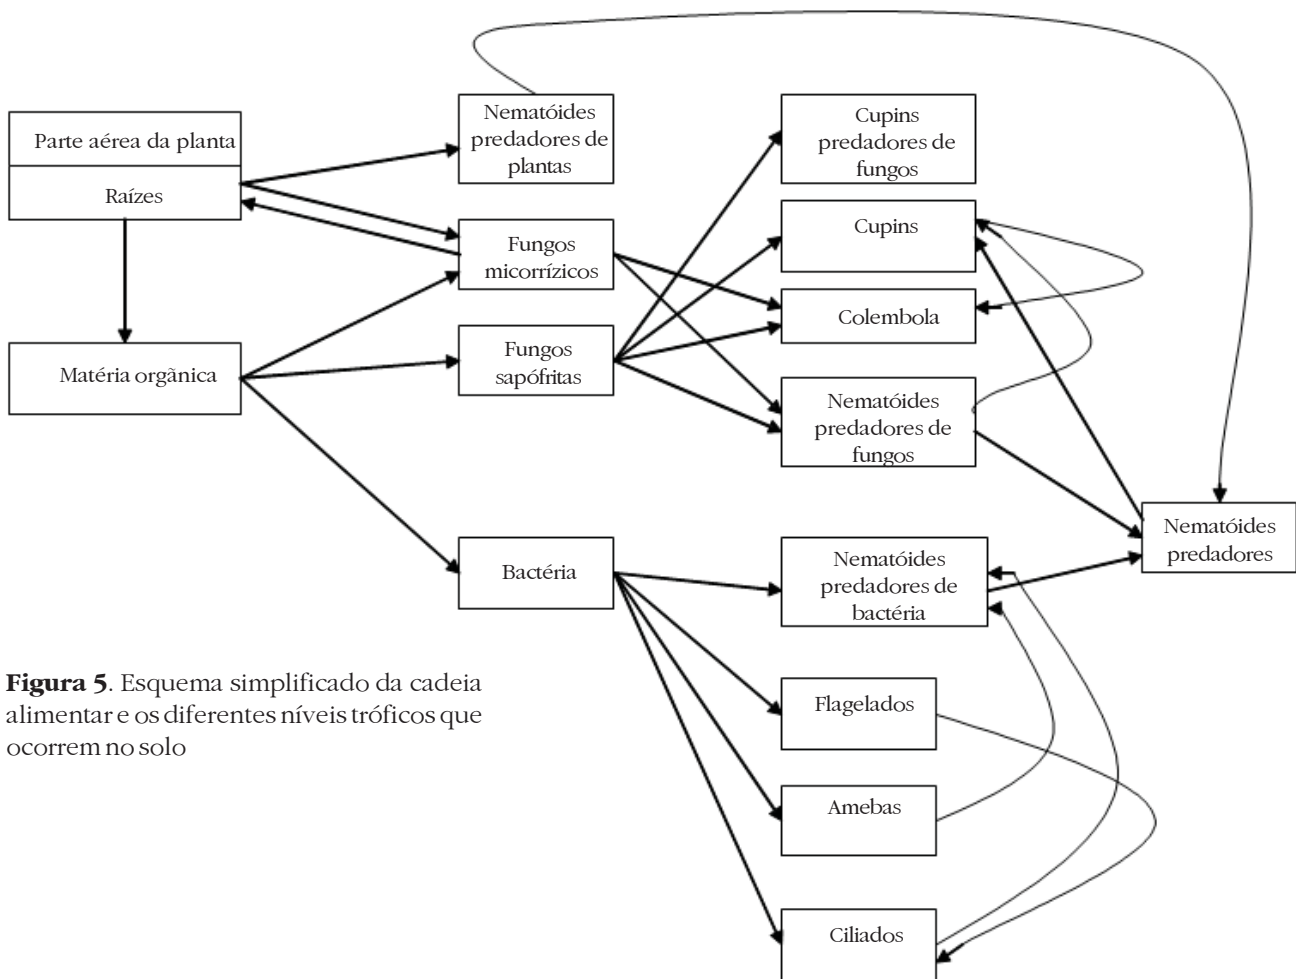 Parte aérea da planta
Raízes
Matéria orgãnica
Nematóides
predadores de
plantas
Fungos
micorrízicos
Fungos
sapófritas
Bactéria
Cupins
predadores de
fungos
Cupins
Colembola
Nematóides
predadores de
fungos
Nematóides
predadores de
bactéria
Flagelados
Amebas
Ciliados
Nematóides
predadores
Figura 5. Esquema simplificado da cadeia
alimentar e os diferentes níveis tróficos que
ocorrem no solo